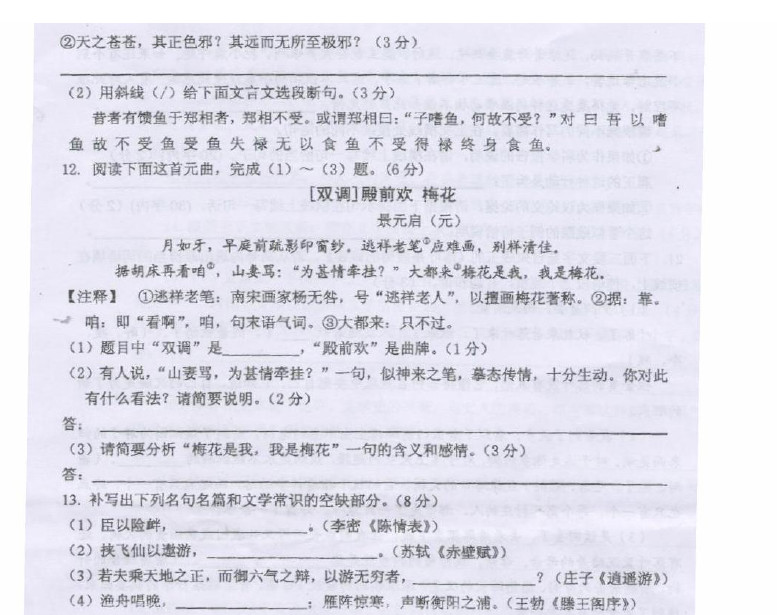 ②天之苍苍，其正色邪？其远而无所至极邪？（3分）
（2）用斜线（/）给下面文言文选段断句。（3分）
昔者有馈鱼于郑相者，郑相不受。或谓郑相曰：“子嗜鱼，何故不受？”对 曰 吾 以 嗜
鱼 故 不 受 鱼 受 鱼 失 禄 无 以 食 鱼 不 受 得 禄 终 身 食 鱼。
12. 阅读下面这首元曲，完成（1）～（3）题。（6分）
[双调]殿前欢 梅花
景元启（元）
月如牙，早庭前疏影印窗纱。逃祥老笔①应难画，别样清佳。
据胡床再看咱②，山妻骂：“为甚情牵挂？”大都来③梅花是我，我是梅花。
【注释】 ①逃祥老笔：南宋画家杨无咎，号“逃祥老人”，以擅画梅花著称。②据：靠。
咱：即“看啊”，咱，句末语气词。③大都来：只不过。
（1）题目中“双调”是________，“殿前欢”是曲牌。（1分）
（2）有人说，“山妻骂，为甚情牵挂？”一句，似神来之笔，摹态传情，十分生动。你对此
有什么看法？请简要说明。（2分）
答：
（3）请简要分析“梅花是我，我是梅花”一句的含义和感情。（3分）
答：
13. 补写出下列名句名篇和文学常识的空缺部分。（8分）
（1）臣以险衅，________。（李密《陈情表》）
（2）挟飞仙以遨游，________。（苏轼《赤壁赋》）
（3）若夫乘天地之正，而御六气之辩，以游无穷者，________？（庄子《逍遥游》）
（4）渔舟唱晚，________；雁阵惊寒，声断衡阳之浦。（王勃《滕王阁序》）